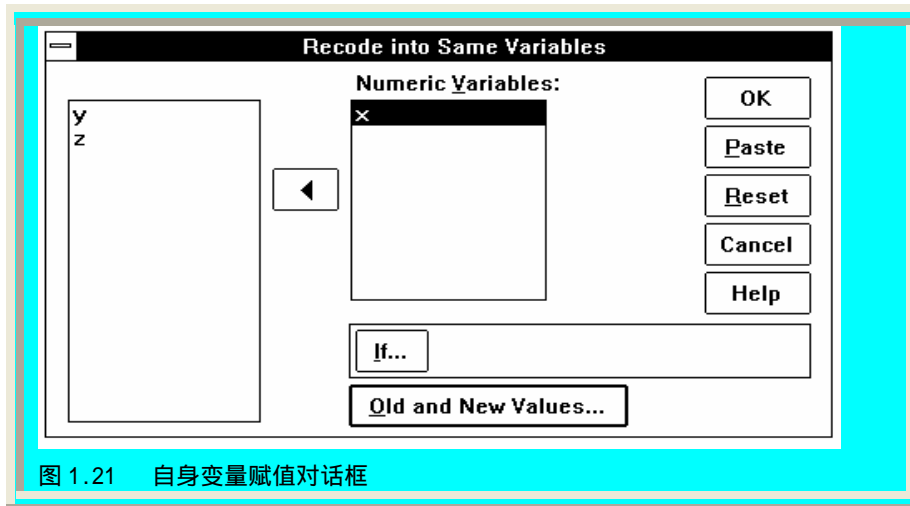 Recode into Same Variables
Numeric Variables:
y
z
x
OK
Paste
Reset
Cancel
Help
If...
Old and New Values...
图 1.21 自身变量赋值对话框